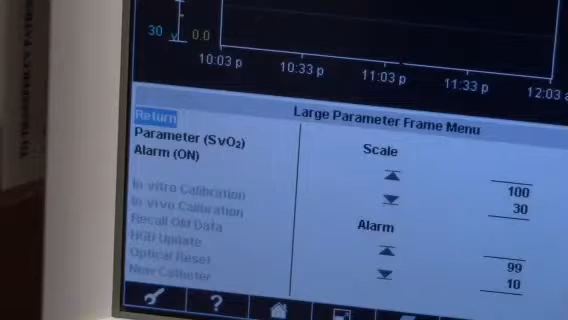 30
0.0
10:03 p
10:33 p
11:03 p
11:33 p
12:03 a
Large Parameter Frame Menu
Return
Parameter (SvO₂)
Alarm (ON)
In vitro Calibration
In vivo Calibration
Recall OM Data
HGB Update
Optical Reset
New Catheter
Scale
100
30
Alarm
99
10
?